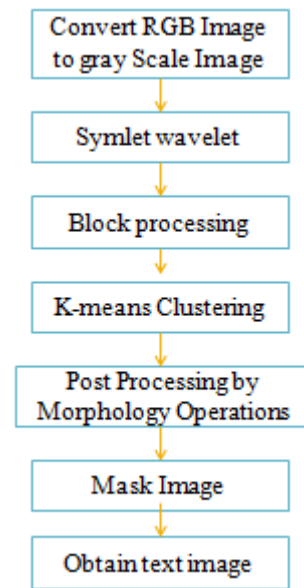 Convert RGB Image
to gray Scale Image
Symlet wavelet
Block processing
K-means Clustering
Post Processing by
Morphology Operations
Mask Image
Obtain text image